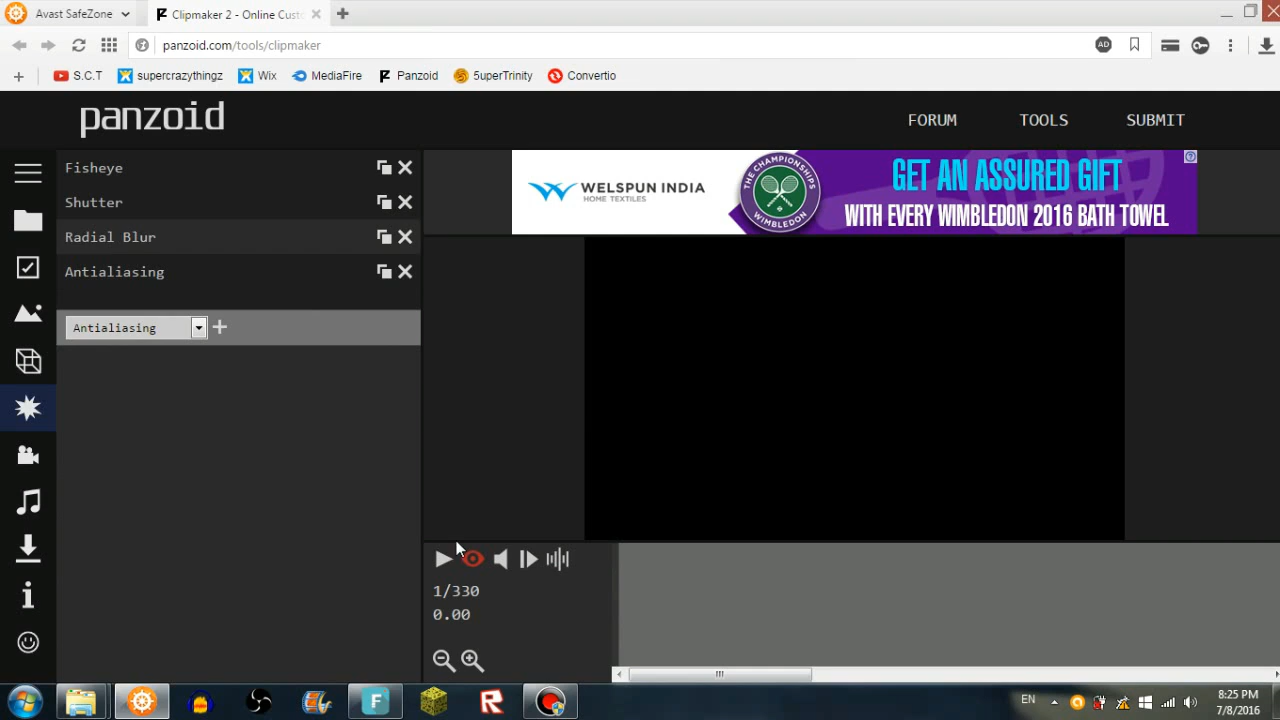 Avast SafeZone
Clipmaker 2 - Online Custo
panzoid.com/tools/clipmaker
AD
S.C.T
supercrazythingz
Wix
MediaFire
Panzoid
5uperTrinity
Convertio
panzoid
FORUM
TOOLS
SUBMIT
Fisheye
Shutter
Radial Blur
Antialiasing
Antialiasing
WELSPUN INDIA
HOME TEXTILES
THE CHAMPIONSHIPS
WIMBLEDON
GET AN ASSURED GIFT
WITH EVERY WIMBLEDON 2016 BATH TOWEL
1/330
0.00
EN
8:25 PM
7/8/2016